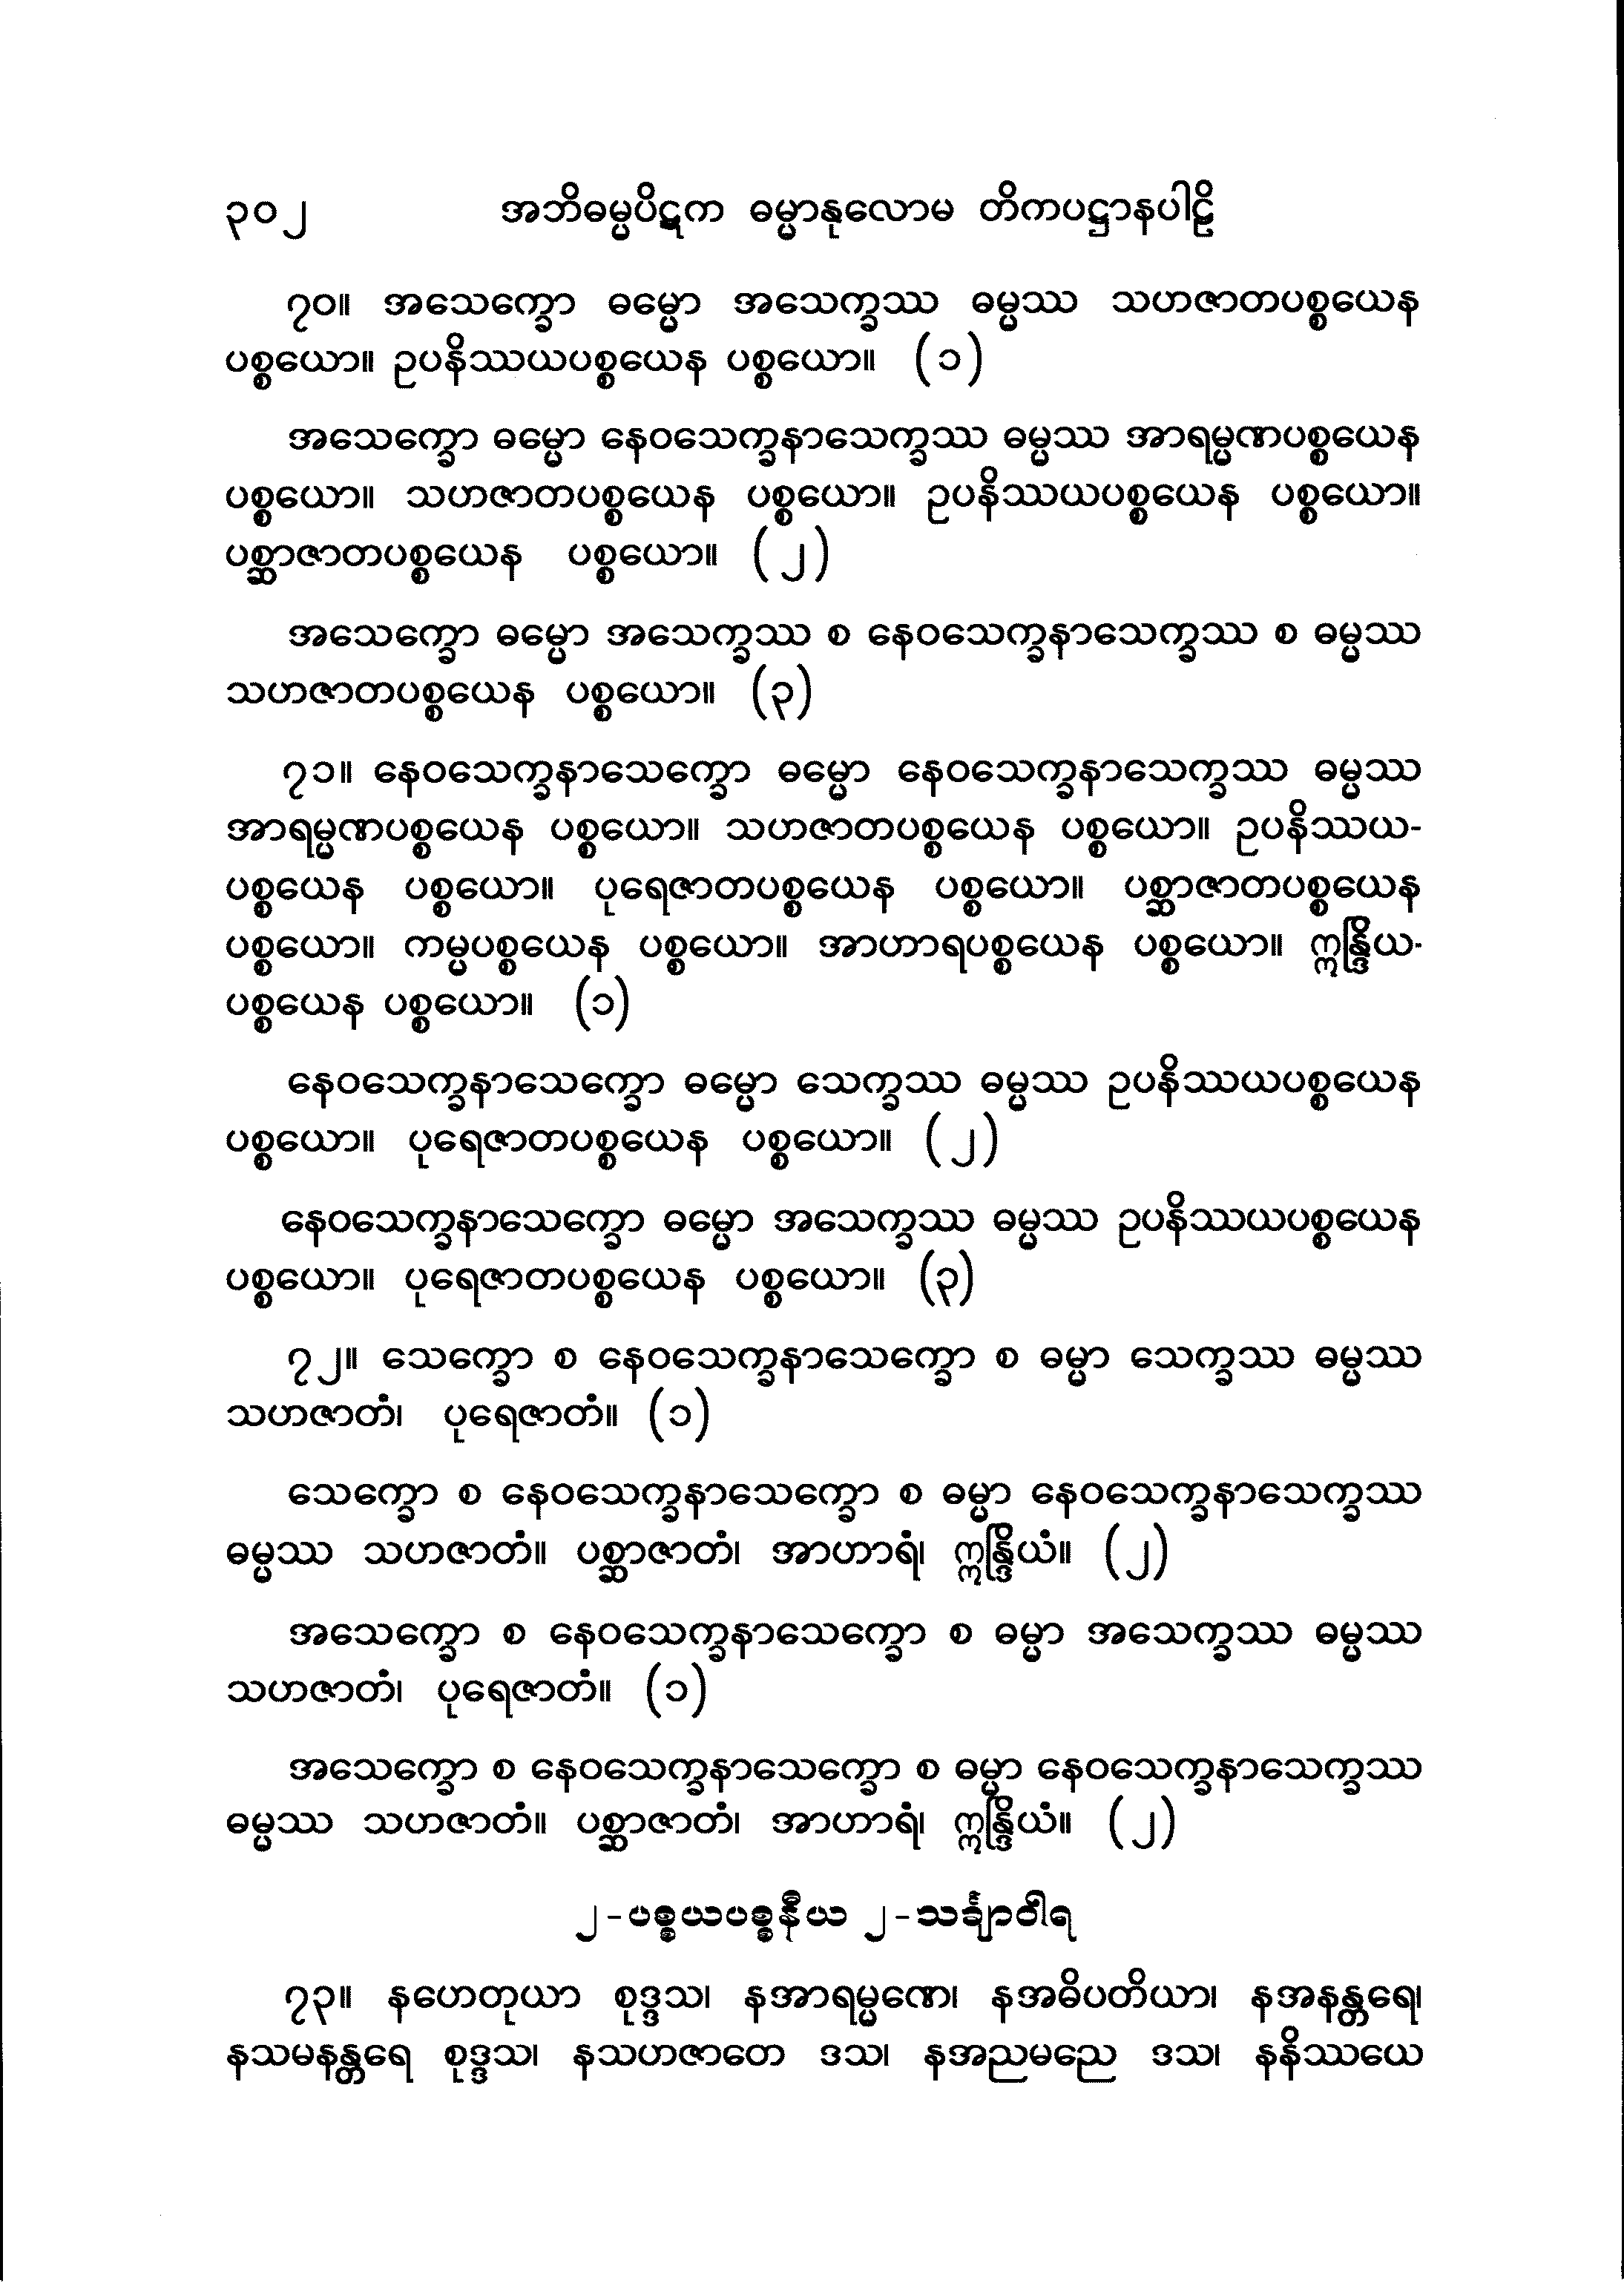 ၃၀၂ အဘိဓမ္မပိဋက ဓမ္မာနုလောမ တိကပဋ္ဌာနပါဠိ
၇၀။ အသေက္ခော ဓမ္မော အသေက္ခဿ ဓမ္မဿ သဟဇာတပစ္စယေန
ပစ္စယော။ ဥပနိဿယပစ္စယေန ပစ္စယော။ (၁)
အသေက္ခော ဓမ္မော နေဝသေက္ခနာသေက္ခဿ ဓမ္မဿ အာရမ္မဏပစ္စယေန
ပစ္စယော။ သဟဇာတပစ္စယေန ပစ္စယော။ ဥပနိဿယပစ္စယေန ပစ္စယော။
ပစ္ဆာဇာတပစ္စယေန ပစ္စယော။ (၂)
အသေက္ခော ဓမ္မော အသေက္ခဿ စ နေဝသေက္ခနာသေက္ခဿ စ ဓမ္မဿ
သဟဇာတပစ္စယေန ပစ္စယော။ (၃)
၇၁။ နေဝသေက္ခနာသေက္ခော ဓမ္မော နေဝသေက္ခနာသေက္ခဿ ဓမ္မဿ
အာရမ္မဏပစ္စယေန ပစ္စယော။ သဟဇာတပစ္စယေန ပစ္စယော။ ဥပနိဿယ-
ပစ္စယေန ပစ္စယော။ ပုရေဇာတပစ္စယေန ပစ္စယော။ ပစ္ဆာဇာတပစ္စယေန
ပစ္စယော။ ကမ္မပစ္စယေန ပစ္စယော။ အာဟာရပစ္စယေန ပစ္စယော။ ဣန္ဒြိယ-
ပစ္စယေန ပစ္စယော။ (၁)
နေဝသေက္ခနာသေက္ခော ဓမ္မော သေက္ခဿ ဓမ္မဿ ဥပနိဿယပစ္စယေန
ပစ္စယော။ ပုရေဇာတပစ္စယေန ပစ္စယော။ (၂)
နေဝသေက္ခနာသေက္ခော ဓမ္မော အသေက္ခဿ ဓမ္မဿ ဥပနိဿယပစ္စယေန
ပစ္စယော။ ပုရေဇာတပစ္စယေန ပစ္စယော။ (၃)
၇၂။ သေက္ခော စ နေဝသေက္ခနာသေက္ခော စ ဓမ္မာ သေက္ခဿ ဓမ္မဿ
သဟဇာတံ၊ ပုရေဇာတံ။ (၁)
သေက္ခော စ နေဝသေက္ခနာသေက္ခော စ ဓမ္မာ နေဝသေက္ခနာသေက္ခဿ
ဓမ္မဿ သဟဇာတံ။ ပစ္ဆာဇာတံ၊ အာဟာရံ၊ ဣန္ဒြိယံ။ (၂)
အသေက္ခော စ နေဝသေက္ခနာသေက္ခော စ ဓမ္မာ အသေက္ခဿ ဓမ္မဿ
သဟဇာတံ၊ ပုရေဇာတံ။ (၁)
အသေက္ခော စ နေဝသေက္ခနာသေက္ခော စ ဓမ္မာ နေဝသေက္ခနာသေက္ခဿ
ဓမ္မဿ သဟဇာတံ။ ပစ္ဆာဇာတံ၊ အာဟာရံ၊ ဣန္ဒြိယံ။ (၂)
၂-ပစ္စယပစ္စနီယ ၂-သင်္ချာဝါရ
၇၃။ နဟေတုယာ စုဒ္ဒသ၊ နအာရမ္မဏေ၊ နအဓိပတိယာ၊ နအနန္တရေ၊
နသမနန္တရေ စုဒ္ဒသ၊ နသဟဇာတေ ဒသ၊ နအညမညေ ဒသ၊ နနိဿယေ